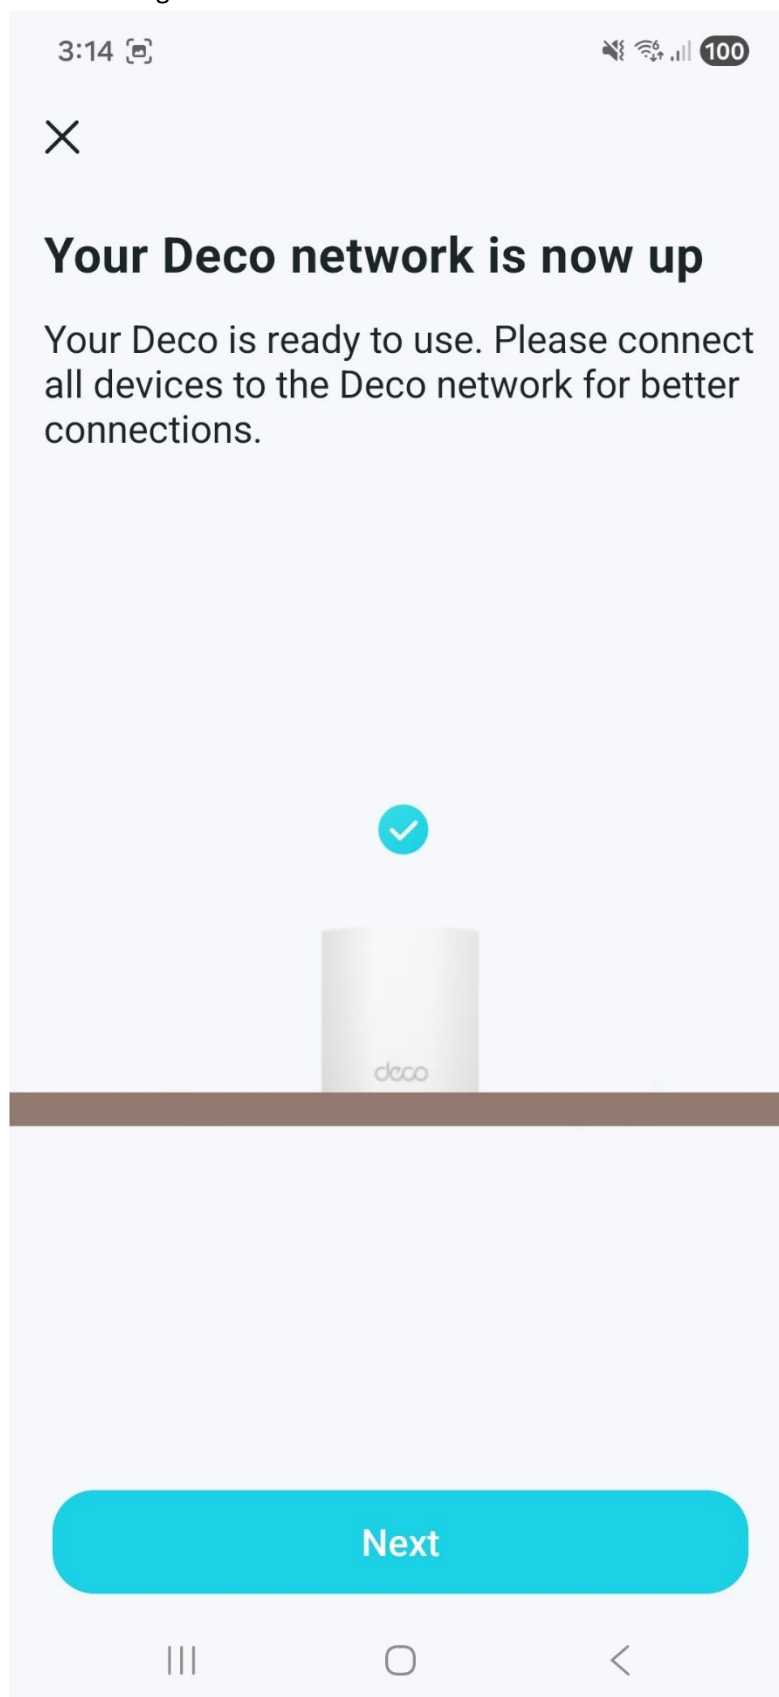 3:14
6
100
Your Deco network is now up
Your Deco is ready to use. Please connect
all devices to the Deco network for better
connections.
deco
Next